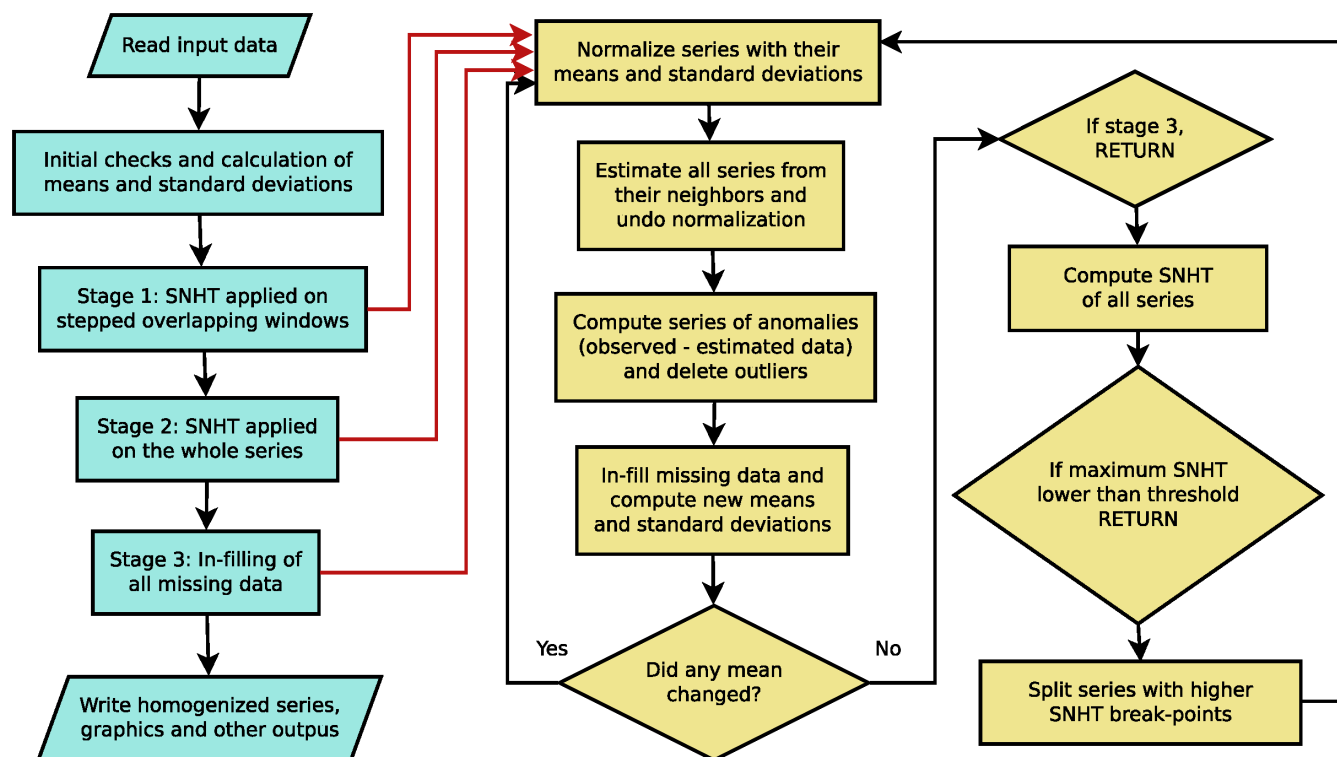 Read input data
Initial checks and calculation of
means and standard deviations
Stage 1: SNHT applied on
stepped overlapping windows
Stage 2: SNHT applied
on the whole series
Stage 3: In-filling of
all missing data
Write homogenized series,
graphics and other outpus
Normalize series with their
means and standard deviations
Estimate all series from
their neighbors and
undo normalization
Compute series of anomalies
(observed - estimated data)
and delete outliers
In-fill missing data and
compute new means
and standard deviations
Yes
Did any mean
changed?
No
If stage 3,
RETURN
Compute SNHT
of all series
If maximum SNHT
lower than threshold
RETURN
Split series with higher
SNHT break-points